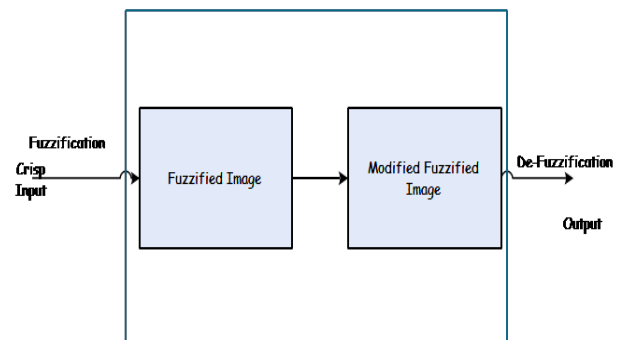 Fuzzification
Crisp
Input
Fuzzified Image
Modified Fuzzified
Image
De-Fuzzification
Output